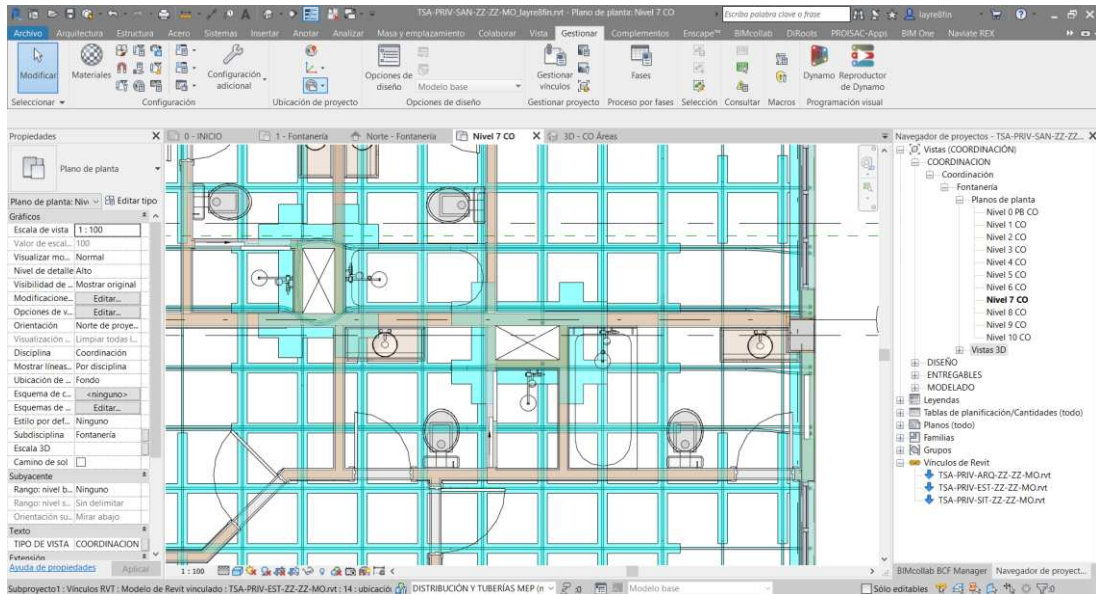 TSA-PRIV-SAN-ZZ-ZZ-MO_layre8fin.rvt - Plano de planta: Nivel 7 CO
Escriba palabra clave o frase
layre8fin
Archivo Arquitectura Estructura Acero Sistemas Insertar Anotar Analizar Masa y emplazamiento Colaborar Vista Gestionar Complementos Enscape™ BIMcollab DiRoots PROISAC-Apps BIM One Naviate REX
Modificar
Materiales
Configuración adicional
Opciones de diseño
Modelo base
Gestionar vínculos
Fases
Dynamo
Reproductor de Dynamo
Seleccionar
Configuración
Ubicación de proyecto
Opciones de diseño
Gestionar proyecto
Proceso por fases
Selección
Consultar
Macros
Programación visual
Propiedades
0 - INICIO
1 - Fontanería
Norte - Fontanería
Nivel 7 CO
3D - CO Áreas
Navegador de proyectos - TSA-PRIV-SAN-ZZ-ZZ...
Plano de planta
Plano de planta: Nive
Editar tipo
Gráficos
Escala de vista 1 : 100
Valor de escal... 100
Visualizar mo... Normal
Nivel de detalle Alto
Visibilidad de ... Mostrar original
Modificacione... Editar...
Opciones de v... Editar...
Orientación Norte de proye...
Visualización ... Limpiar todas l...
Disciplina Coordinación
Mostrar líneas... Por disciplina
Ubicación de ... Fondo
Esquema de c... <ninguno>
Esquemas de ... Editar...
Estilo por def... Ninguno
Subdisciplina Fontanería
Escala 3D
Camino de sol
Subyacente
Rango: nivel b... Ninguno
Rango: nivel s... Sin delimitar
Orientación su... Mirar abajo
Texto
TIPO DE VISTA COORDINACION
Extensión
Ayuda de propiedades
Aplicar
Vistas (COORDINACIÓN)
COORDINACION
Coordinación
Fontanería
Planos de planta
Nivel 0 PB CO
Nivel 1 CO
Nivel 2 CO
Nivel 3 CO
Nivel 4 CO
Nivel 5 CO
Nivel 6 CO
Nivel 7 CO
Nivel 8 CO
Nivel 9 CO
Nivel 10 CO
Vistas 3D
DISEÑO
ENTREGABLES
MODELADO
Leyendas
Tablas de planificación/Cantidades (todo)
Planos (todo)
Familias
Grupos
Vínculos de Revit
TSA-PRIV-ARQ-ZZ-ZZ-MO.rvt
TSA-PRIV-EST-ZZ-ZZ-MO.rvt
TSA-PRIV-SIT-ZZ-ZZ-MO.rvt
1 : 100
BIMcollab BCF Manager
Navegador de proyect...
Subproyecto1 : Vínculos RVT : Modelo de Revit vinculado : TSA-PRIV-EST-ZZ-ZZ-MO.rvt : 14 : ubicació
DISTRIBUCIÓN Y TUBERÍAS MEP (n
:0
Modelo base
Sólo editables
:0